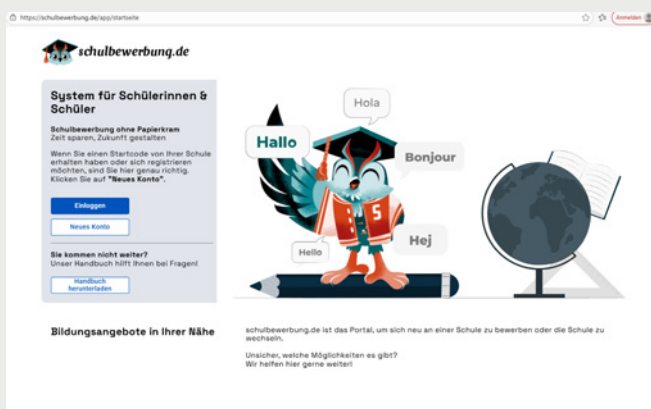 https://schulbewerbung.de/app/startseite
Anmelden
schulbewerbung.de
System für Schülerinnen &
Schüler
Schulbewerbung ohne Papierkram
Zeit sparen, Zukunft gestalten
Wenn Sie einen Startcode von Ihrer Schule
erhalten haben oder sich registrieren
möchten, sind Sie hier genau richtig.
Klicken Sie auf "Neues Konto".
Einloggen
Neues Konto
Sie kommen nicht weiter?
Unser Handbuch hilft Ihnen bei Fragen!
Handbuch
herunterladen
Hola
Hallo
Bonjour
S
Hej
Hello
Bildungsangebote in Ihrer Nähe
schulbewerbung.de ist das Portal, um sich neu an einer Schule zu bewerben oder die Schule zu
wechseln.
Unsicher, welche Möglichkeiten es gibt?
Wir helfen hier gerne weiter!